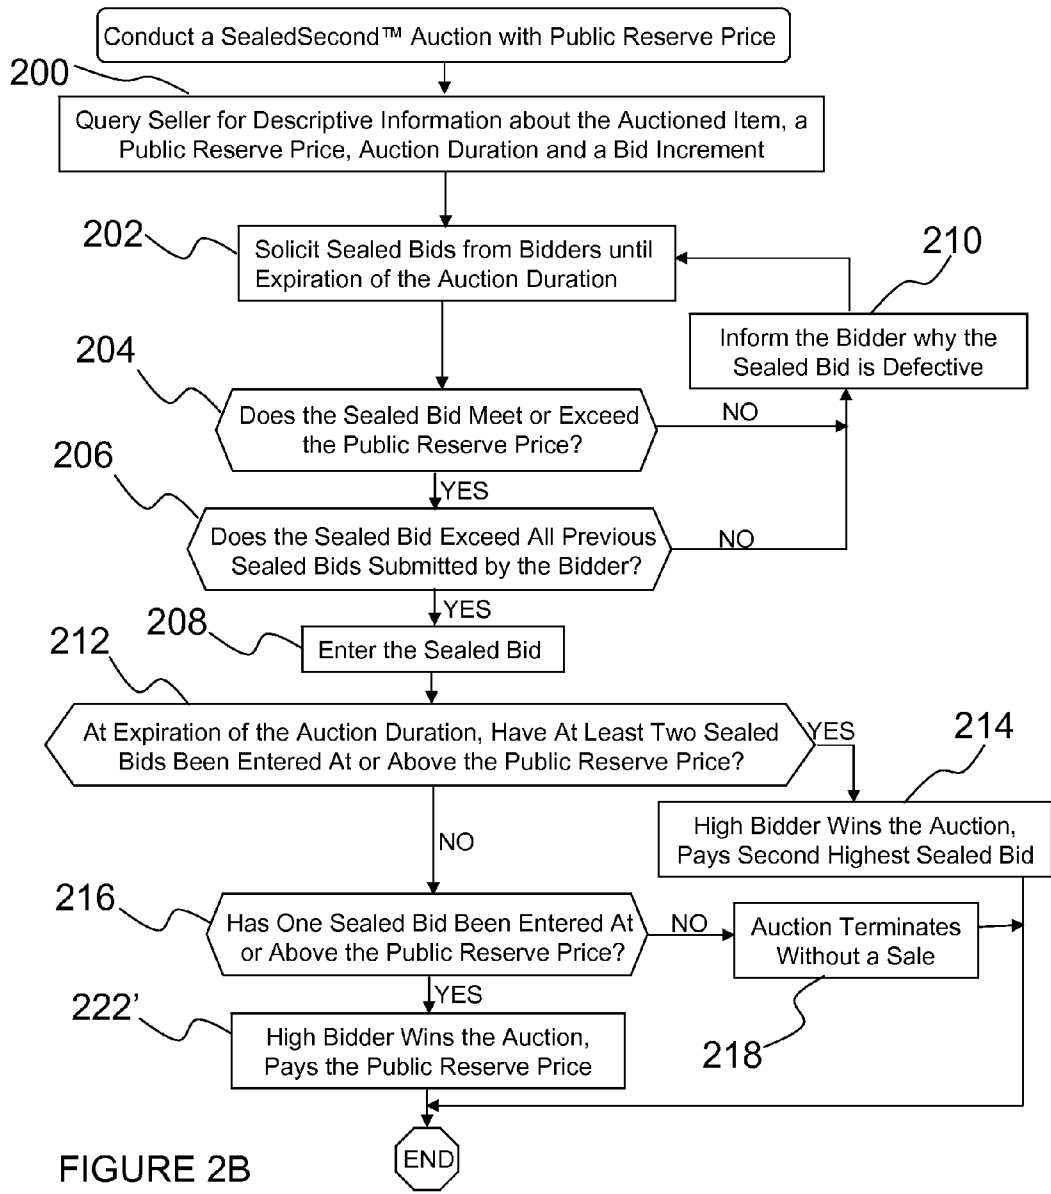 Conduct a SealedSecond™ Auction with Public Reserve Price
200
Query Seller for Descriptive Information about the Auctioned Item, a
Public Reserve Price, Auction Duration and a Bid Increment
202
Solicit Sealed Bids from Bidders until
Expiration of the Auction Duration
210
Inform the Bidder why the
Sealed Bid is Defective
204
Does the Sealed Bid Meet or Exceed
the Public Reserve Price?
NO
YES
206
Does the Sealed Bid Exceed All Previous
Sealed Bids Submitted by the Bidder?
NO
YES
208
Enter the Sealed Bid
212
At Expiration of the Auction Duration, Have At Least Two Sealed
Bids Been Entered At or Above the Public Reserve Price?
YES
214
High Bidder Wins the Auction,
Pays Second Highest Sealed Bid
NO
216
Has One Sealed Bid Been Entered At
or Above the Public Reserve Price?
NO
Auction Terminates
Without a Sale
218
YES
222’
High Bidder Wins the Auction,
Pays the Public Reserve Price
END
FIGURE 2B